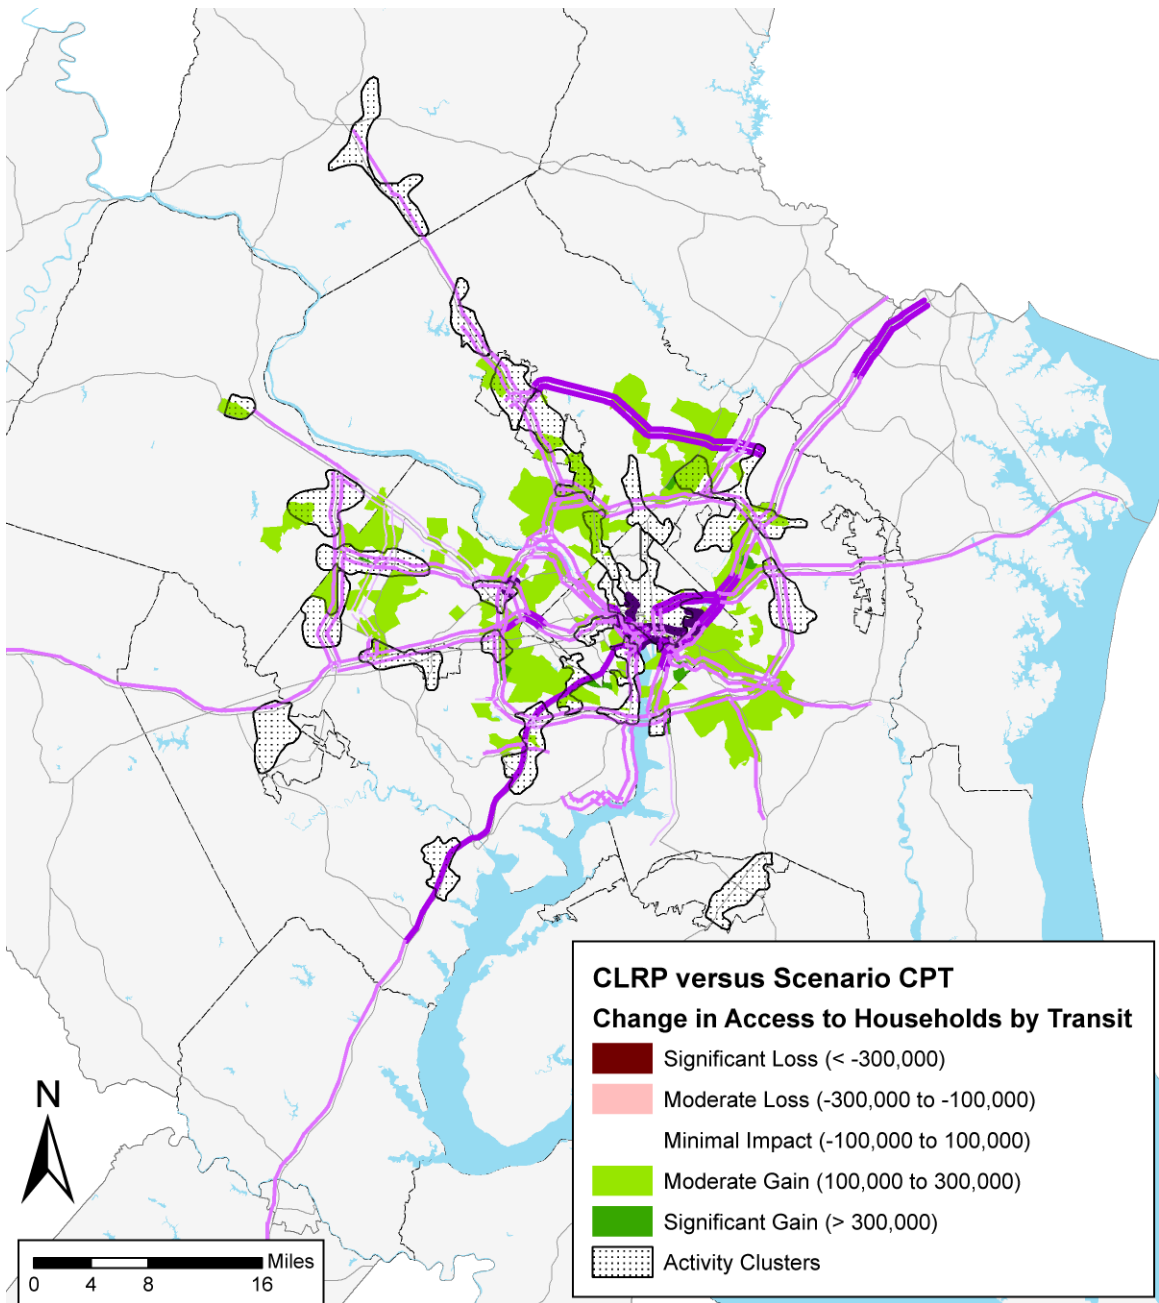 CLRP versus Scenario CPT
Change in Access to Households by Transit
Significant Loss (< -300,000)
Moderate Loss (-300,000 to -100,000)
Minimal Impact (-100,000 to 100,000)
Moderate Gain (100,000 to 300,000)
Significant Gain (> 300,000)
Activity Clusters
N
Miles
0 4 8 16